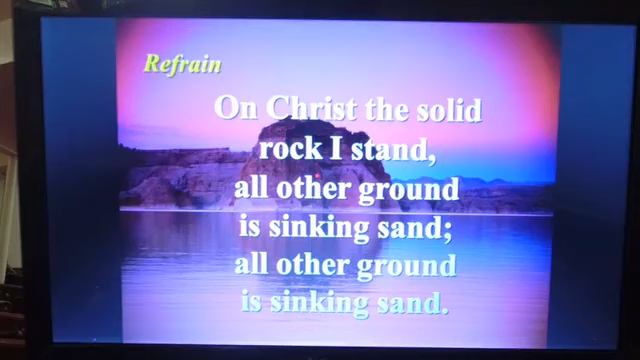 Refrain
On Christ the solid
rock I stand,
all other ground
is sinking sand;
all other ground
is sinking sand.